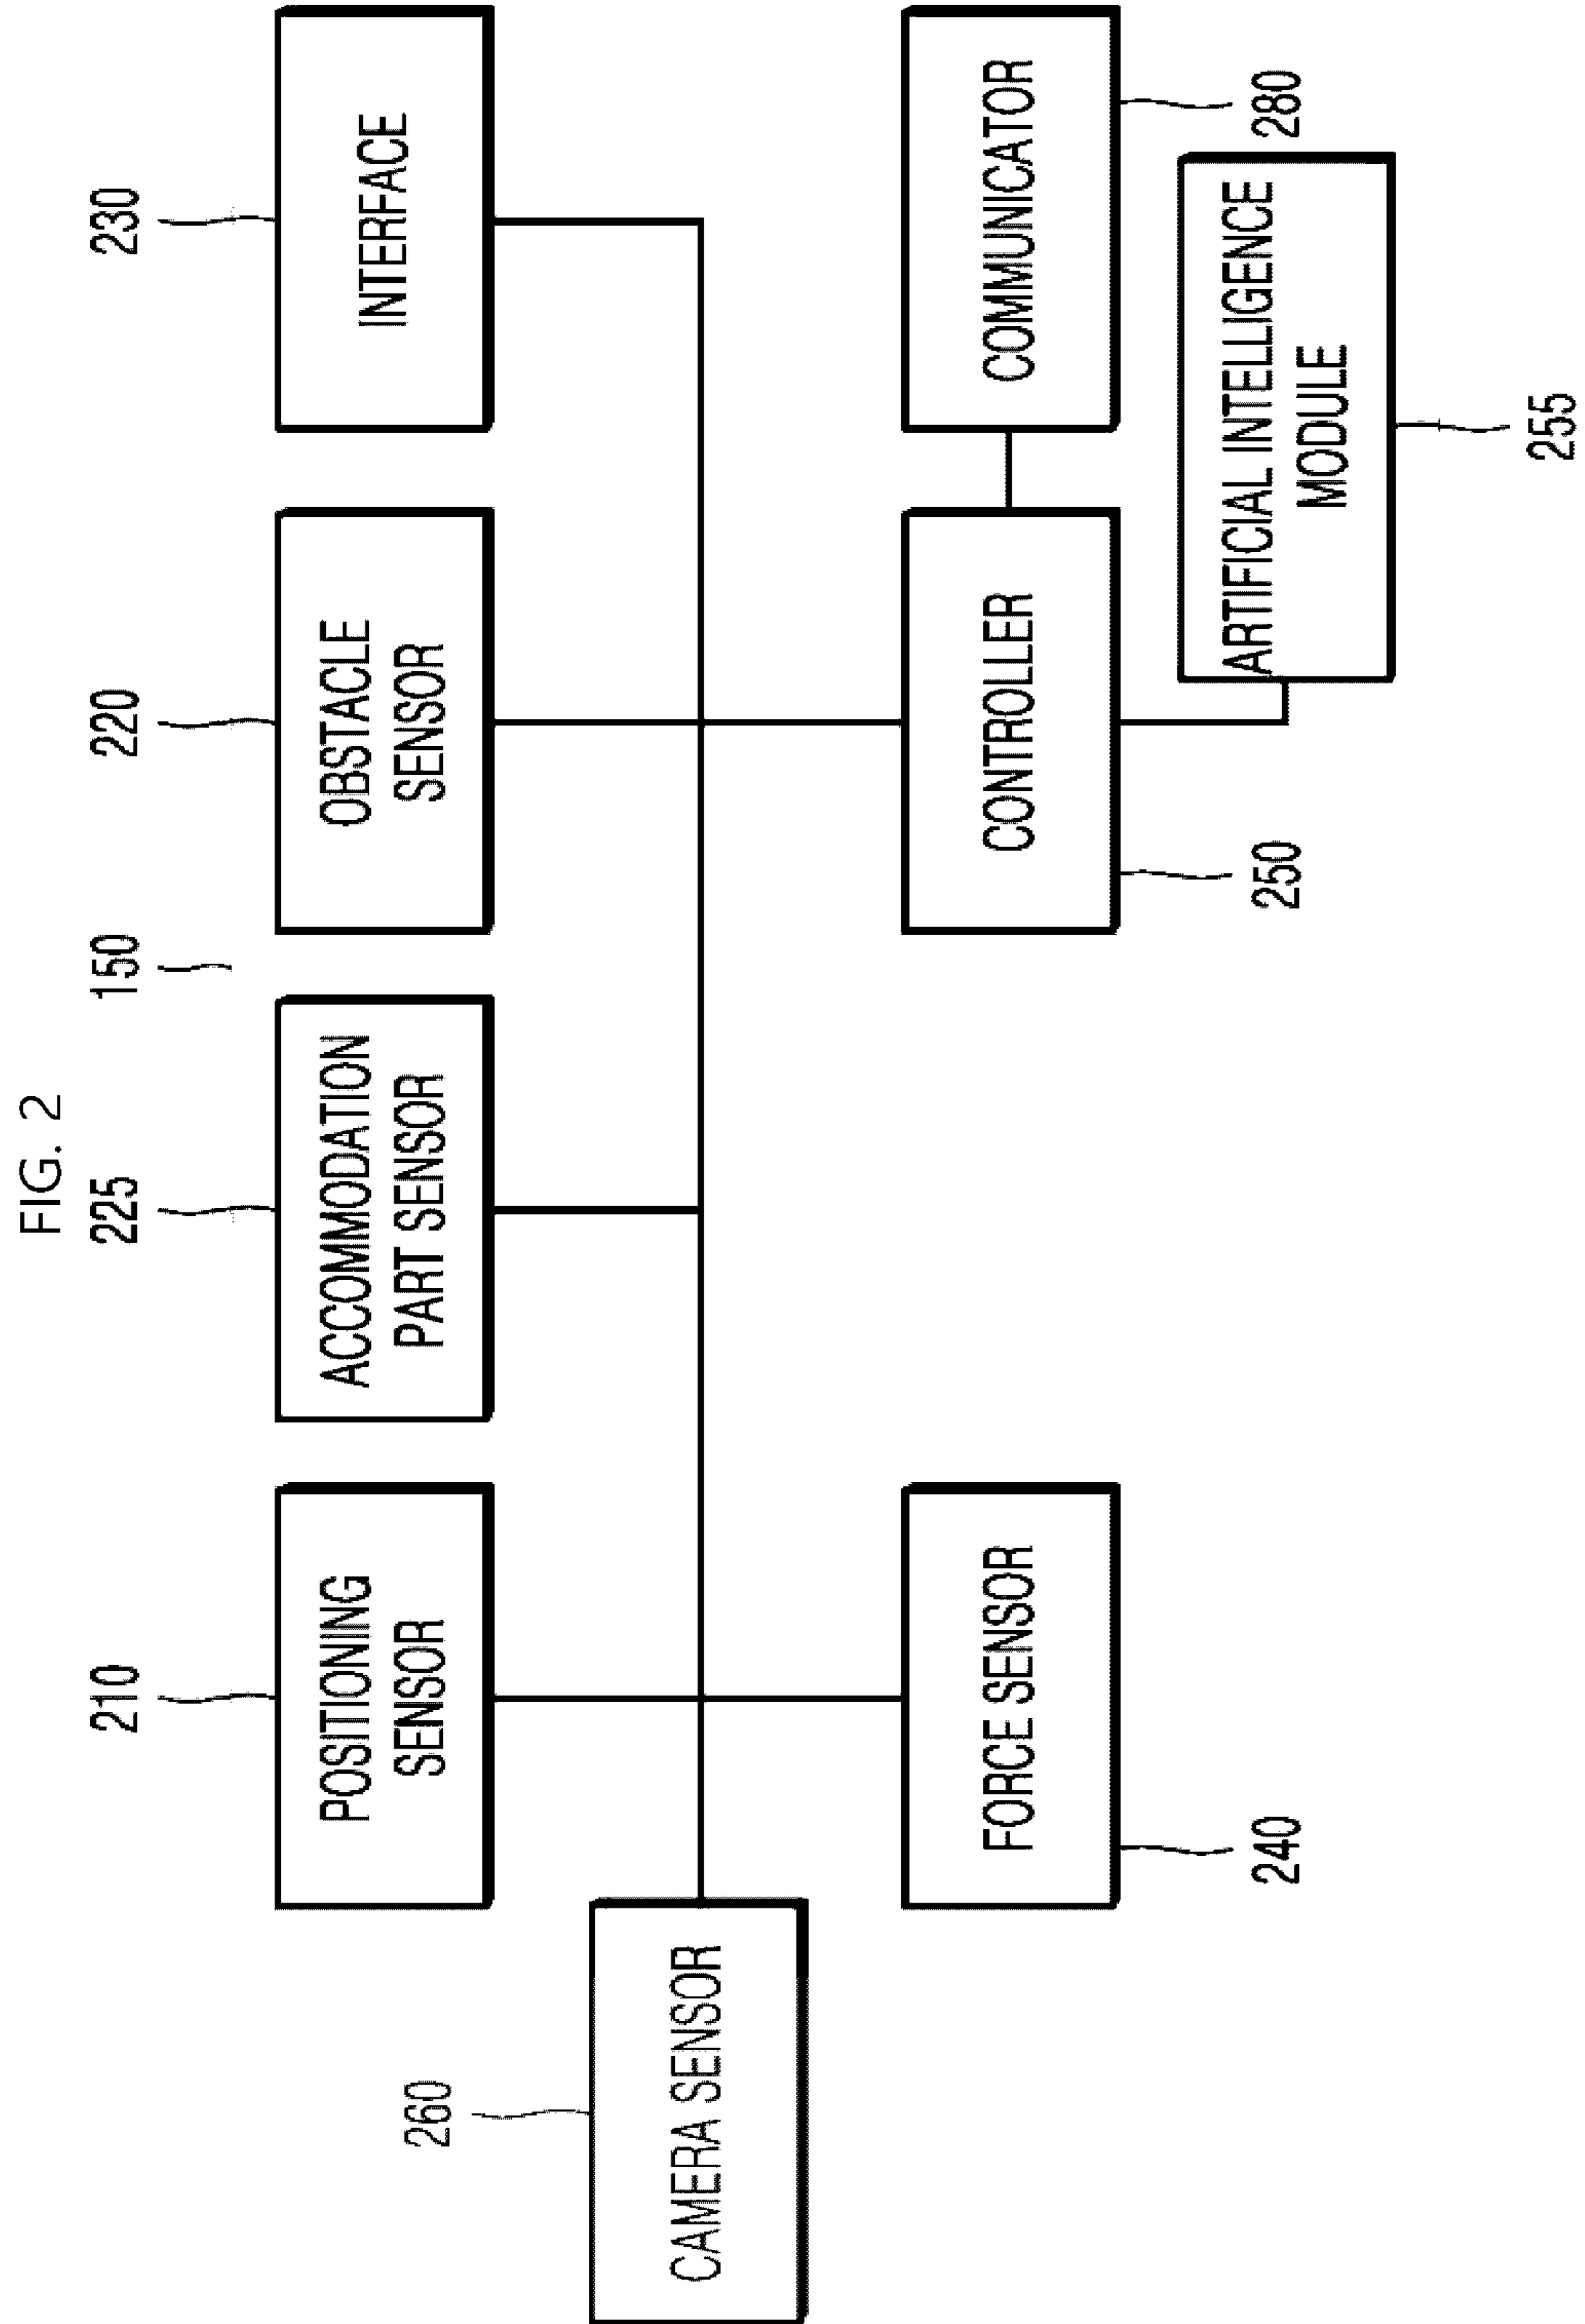 FIG. 2
150
210
POSITIONING
SENSOR
225
ACCOMMODATION
PART SENSOR
220
OBSTACLE
SENSOR
230
INTERFACE
260
CAMERA SENSOR
FORCE SENSOR
240
CONTROLLER
250
COMMUNICATOR
280
ARTIFICIAL INTELLIGENCE
MODULE
255